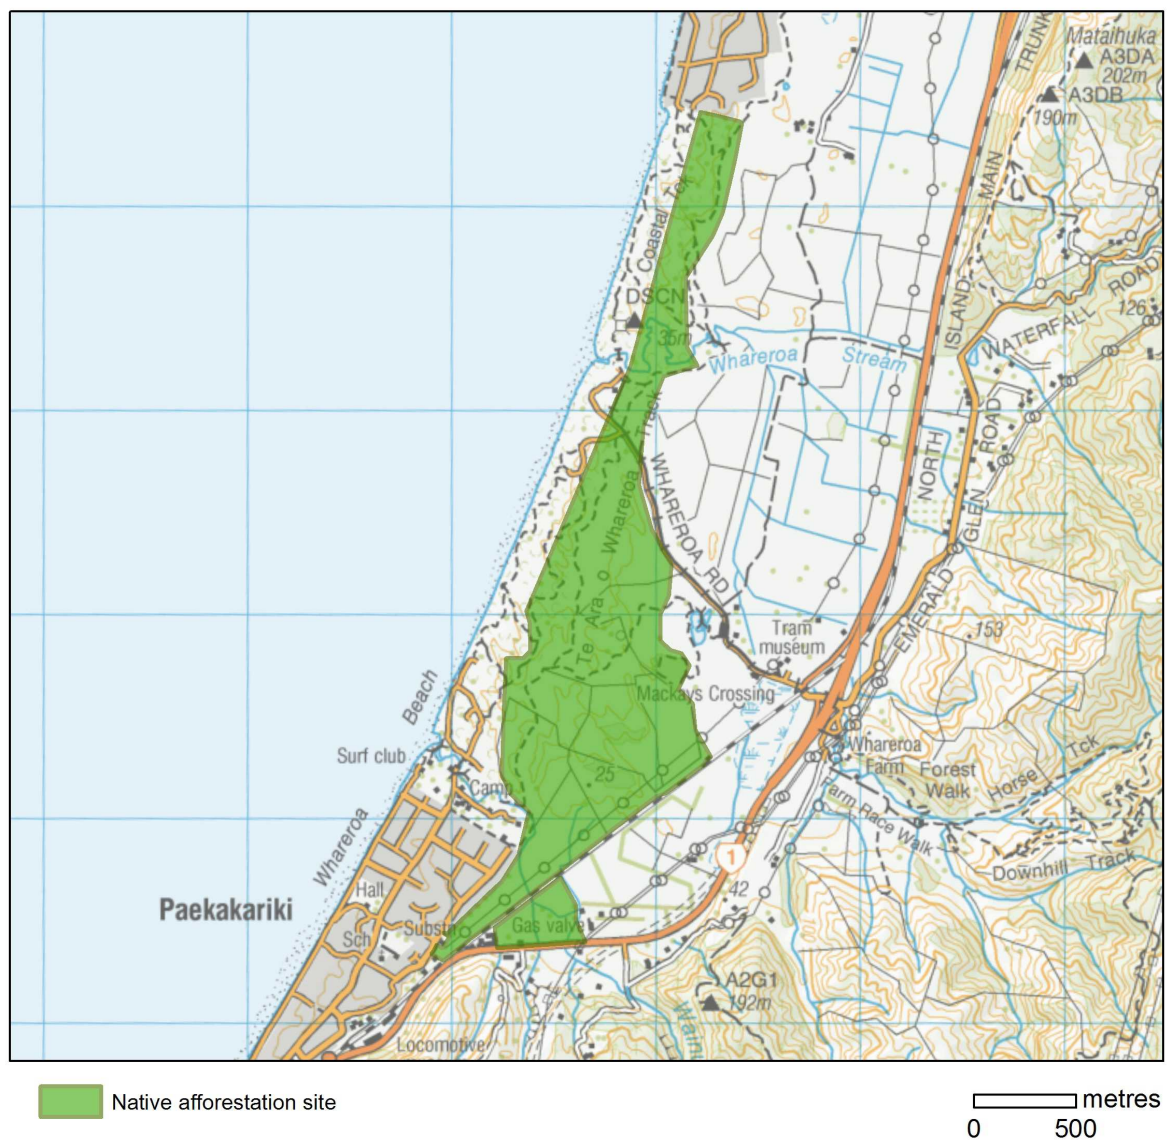 Mataihuka
A3DA
202m
A3DB
190m
TRUNK
MAIN
ISLAND
NORTH
Coastal Tck
DSCN
35m
Whareroa Stream
WATERFALL
ROAD
126
GLEN ROAD
EMERALD
Te Ara o Whareroa Track
WHAREROA RD
Tram
museum
153
Mackays Crossing
Beach
Whareroa
Surf club
Camp
25
Whareroa
Farm
Forest
Walk
Horse
Tck
Farm Race Walk
Downhill Track
1
42
Paekakariki
Hall
Sch
Substn
Gas valve
A2G1
192m
Locomotive
Native afforestation site
metres
0 500